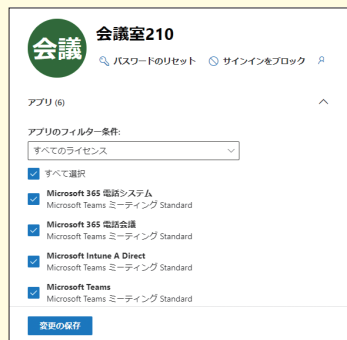 会議
会議室210
パスワードのリセット サインインをブロック
アプリ (6)
アプリのフィルター条件:
すべてのライセンス
すべて選択
Microsoft 365 電話システム
Microsoft Teams ミーティング Standard
Microsoft 365 電話会議
Microsoft Teams ミーティング Standard
Microsoft Intune A Direct
Microsoft Teams ミーティング Standard
Microsoft Teams
Microsoft Teams ミーティング Standard
変更の保存